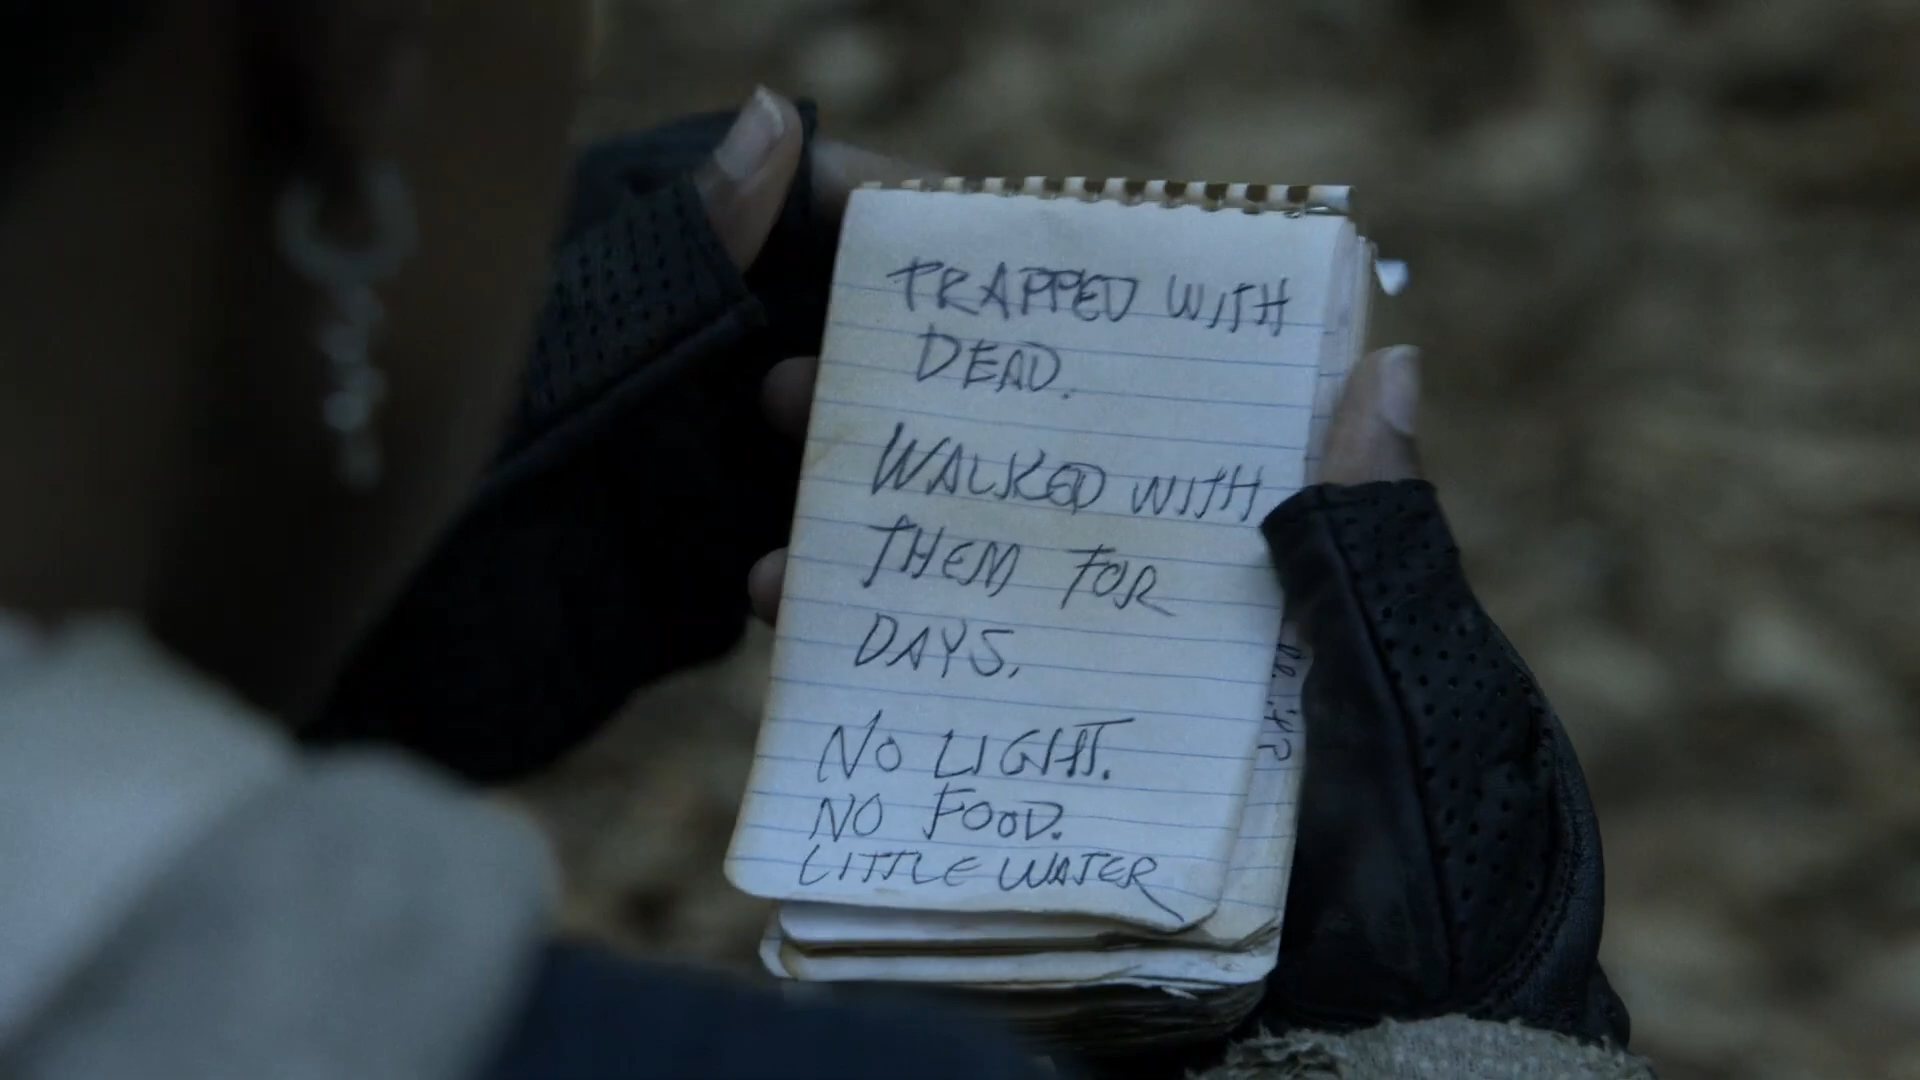 TRAPPED WITH
DEAD.
WALKED WITH
THEM FOR
DAYS.
NO LIGHT.
NO FOOD.
LITTLE WATER